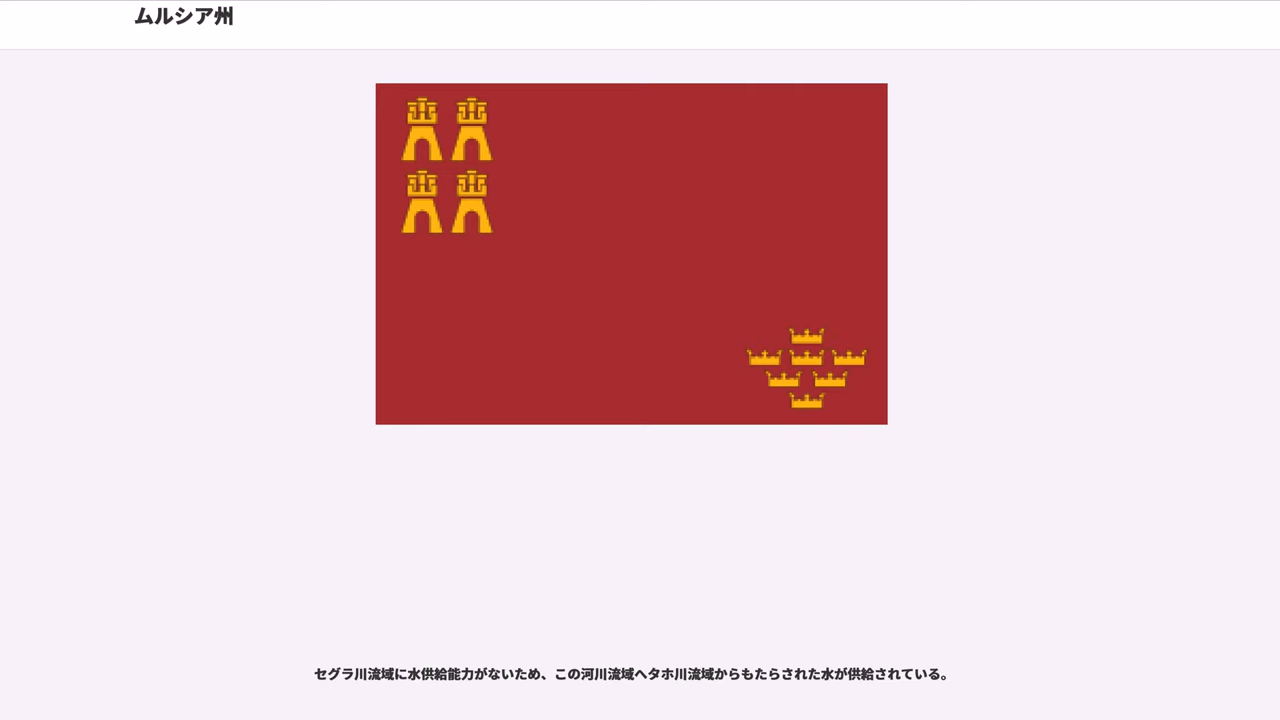 ムルシア州
セグラ川流域に水供給能力がないため、この河川流域へタホ川流域からもたらされた水が供給されている。